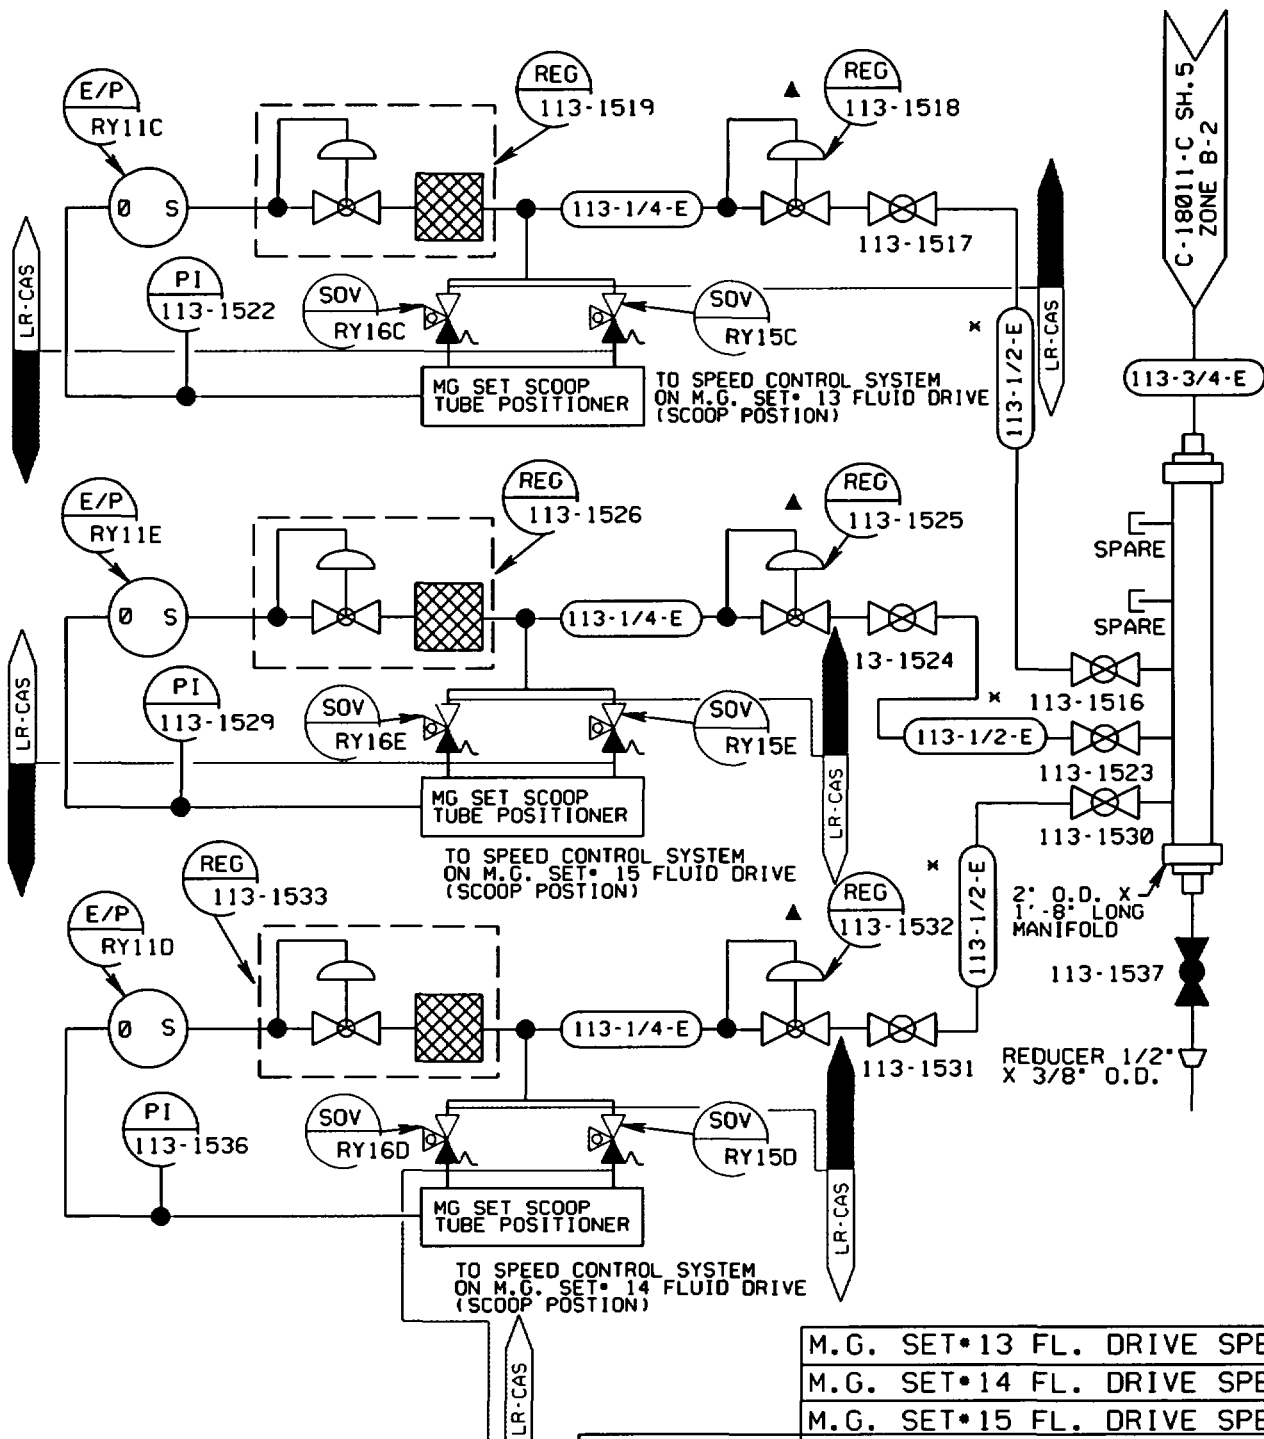 C-18011-C SH.5
ZONE B-2
E/P
RY11C
REG
113-1519
REG
113-1518
113-1/4-E
113-1517
Ø S
LR-CAS
PI
113-1522
SOV
RY16C
SOV
RY15C
113-1/2-E
*
LR-CAS
MG SET SCOOP
TUBE POSITIONER
TO SPEED CONTROL SYSTEM
ON M.G. SET• 13 FLUID DRIVE
(SCOOP POSTION)
113-3/4-E
E/P
RY11E
REG
113-1526
REG
113-1525
SPARE
SPARE
Ø S
113-1/4-E
13-1524
LR-CAS
PI
113-1529
SOV
RY16E
SOV
RY15E
*
113-1516
113-1/2-E
113-1523
LR-CAS
MG SET SCOOP
TUBE POSITIONER
TO SPEED CONTROL SYSTEM
ON M.G. SET• 15 FLUID DRIVE
(SCOOP POSTION)
113-1530
REG
113-1533
E/P
RY11D
REG
113-1532
*
113-1/2-E
2" O.D. X
1'-8" LONG
MANIFOLD
113-1537
Ø S
113-1/4-E
113-1531
REDUCER 1/2"
X 3/8" O.D.
PI
113-1536
SOV
RY16D
SOV
RY15D
LR-CAS
MG SET SCOOP
TUBE POSITIONER
TO SPEED CONTROL SYSTEM
ON M.G. SET• 14 FLUID DRIVE
(SCOOP POSTION)
LR-CAS
M.G. SET•13 FL. DRIVE SPE
M.G. SET•14 FL. DRIVE SPE
M.G. SET•15 FL. DRIVE SPE